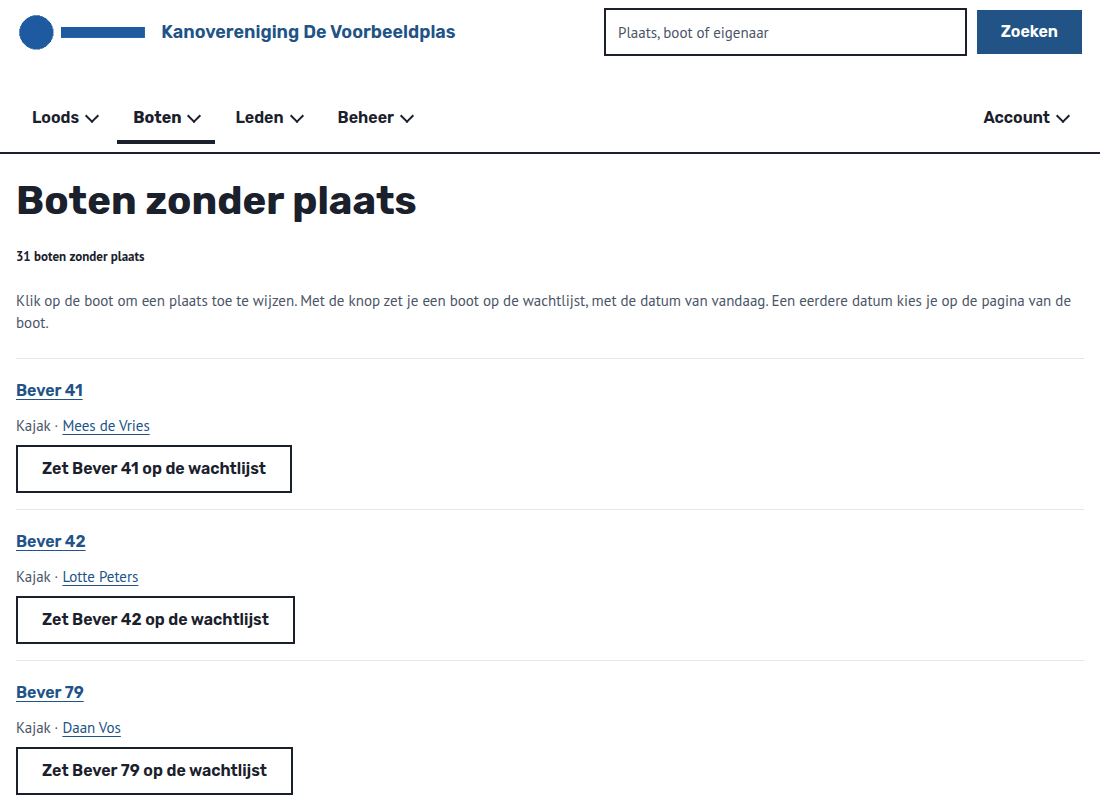 Kanovereniging De Voorbeeldplas
Plaats, boot of eigenaar
Zoeken
Loods
Boten
Leden
Beheer
Account
Boten zonder plaats
31 boten zonder plaats
Klik op de boot om een plaats toe te wijzen. Met de knop zet je een boot op de wachtlijst, met de datum van vandaag. Een eerdere datum kies je op de pagina van de
boot.
Bever 41
Kajak · Mees de Vries
Zet Bever 41 op de wachtlijst
Bever 42
Kajak · Lotte Peters
Zet Bever 42 op de wachtlijst
Bever 79
Kajak · Daan Vos
Zet Bever 79 op de wachtlijst